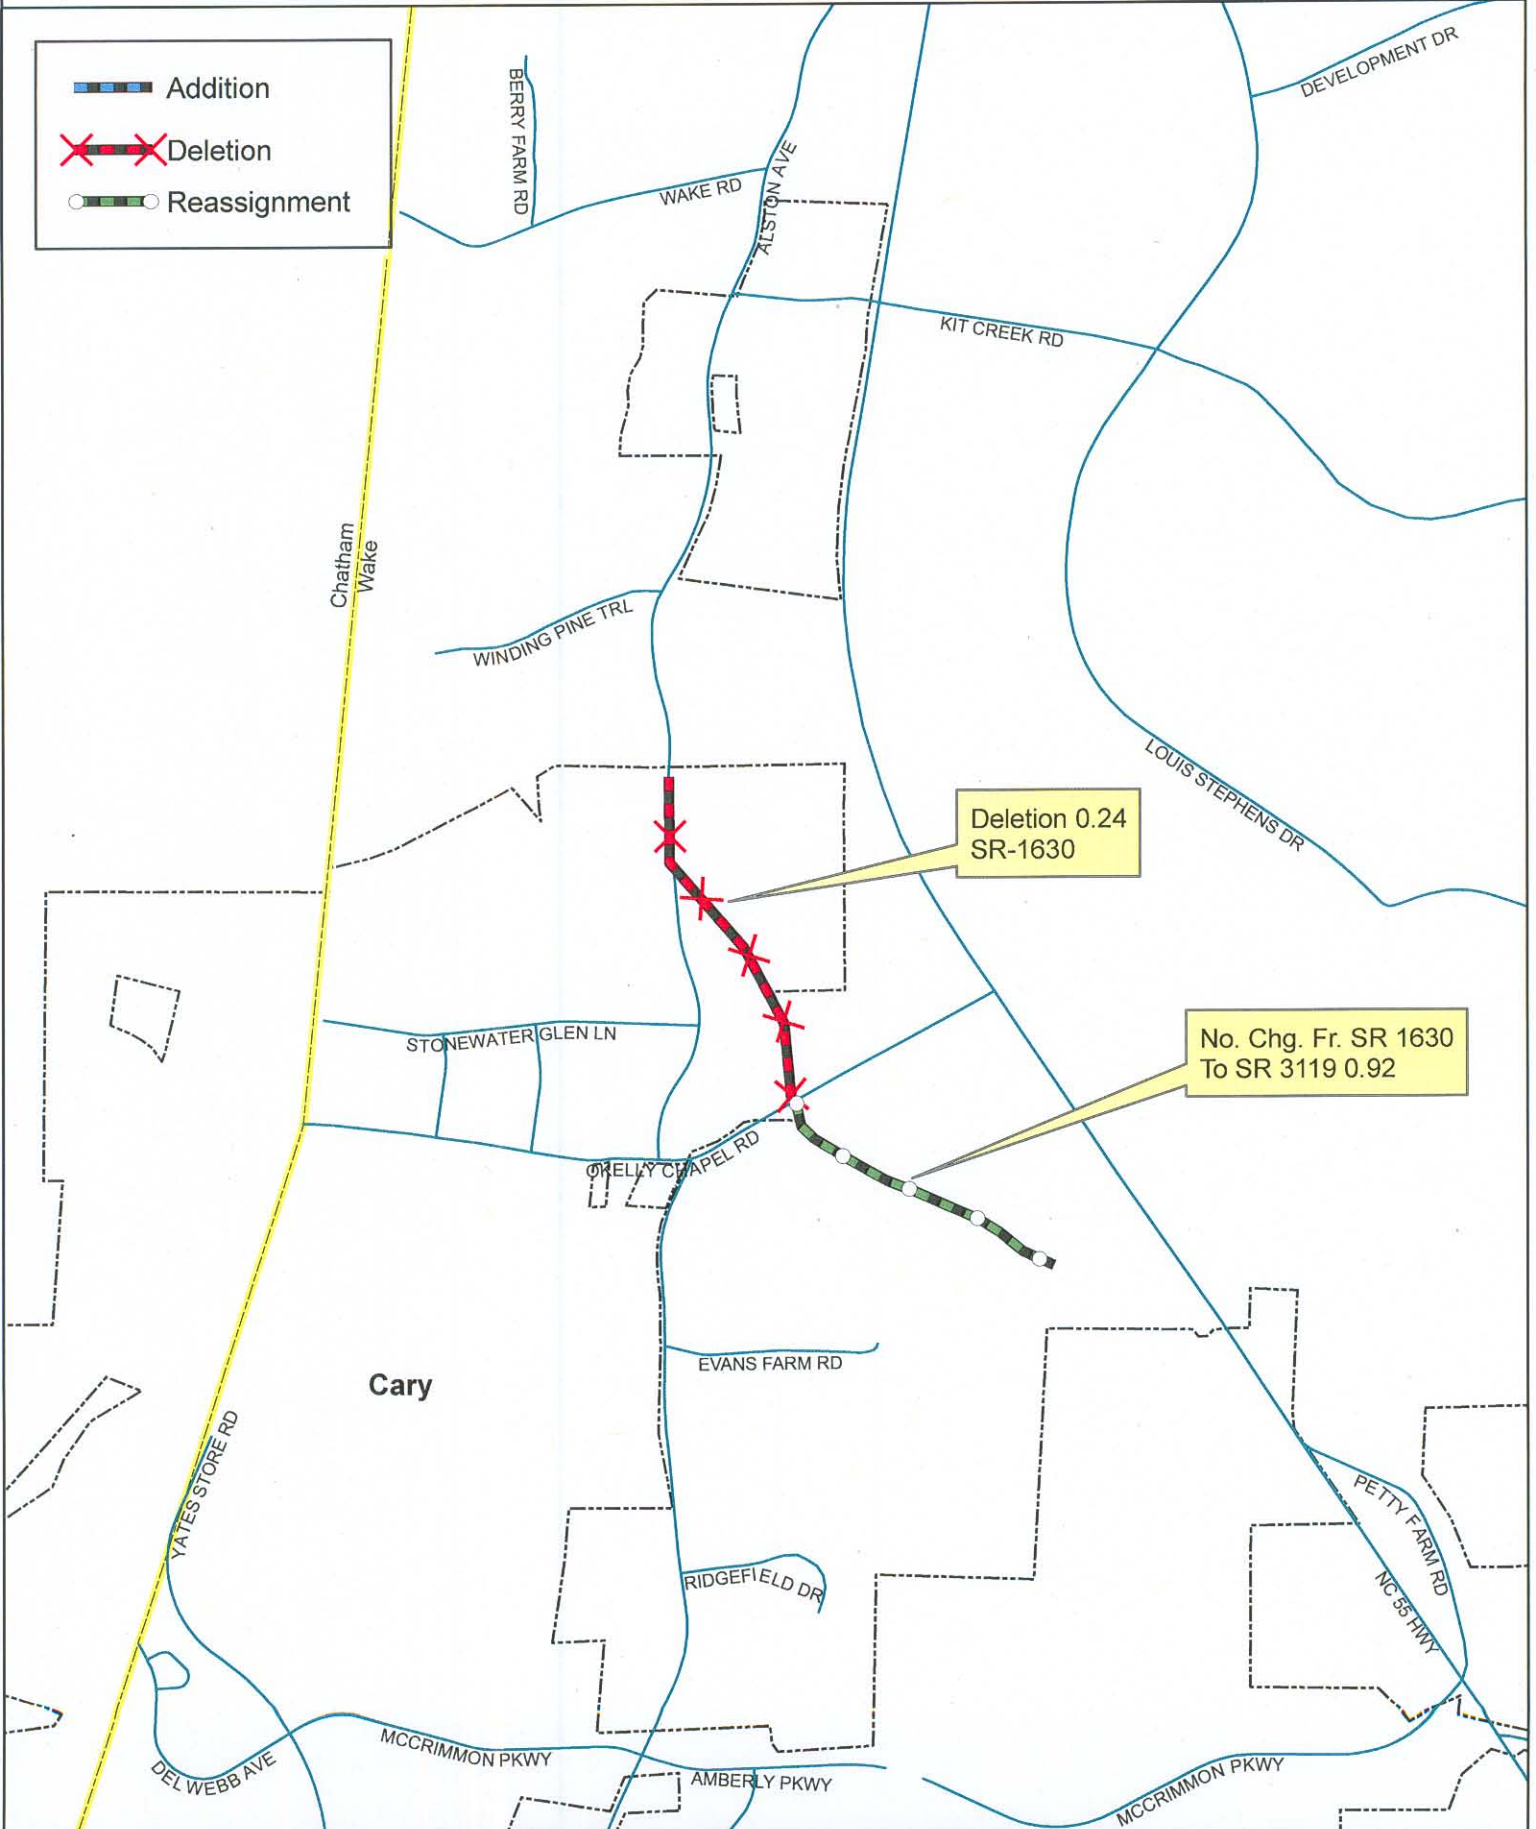 Addition
Deletion
Reassignment
BERRY FARM RD
DEVELOPMENT DR
WAKE RD
ALSTON AVE
KIT CREEK RD
Chatham
Wake
WINDING PINE TRL
LOUIS STEPHENS DR
Deletion 0.24
SR-1630
STONEWATER GLEN LN
No. Chg. Fr. SR 1630
To SR 3119 0.92
OKELLY CHAPEL RD
EVANS FARM RD
Cary
YATES STORE RD
PETTY FARM RD
RIDGEFIELD DR
NC 55 HWY
DEL WEBB AVE
MCCRIMMON PKWY
AMBERLY PKWY
MCCRIMMON PKWY